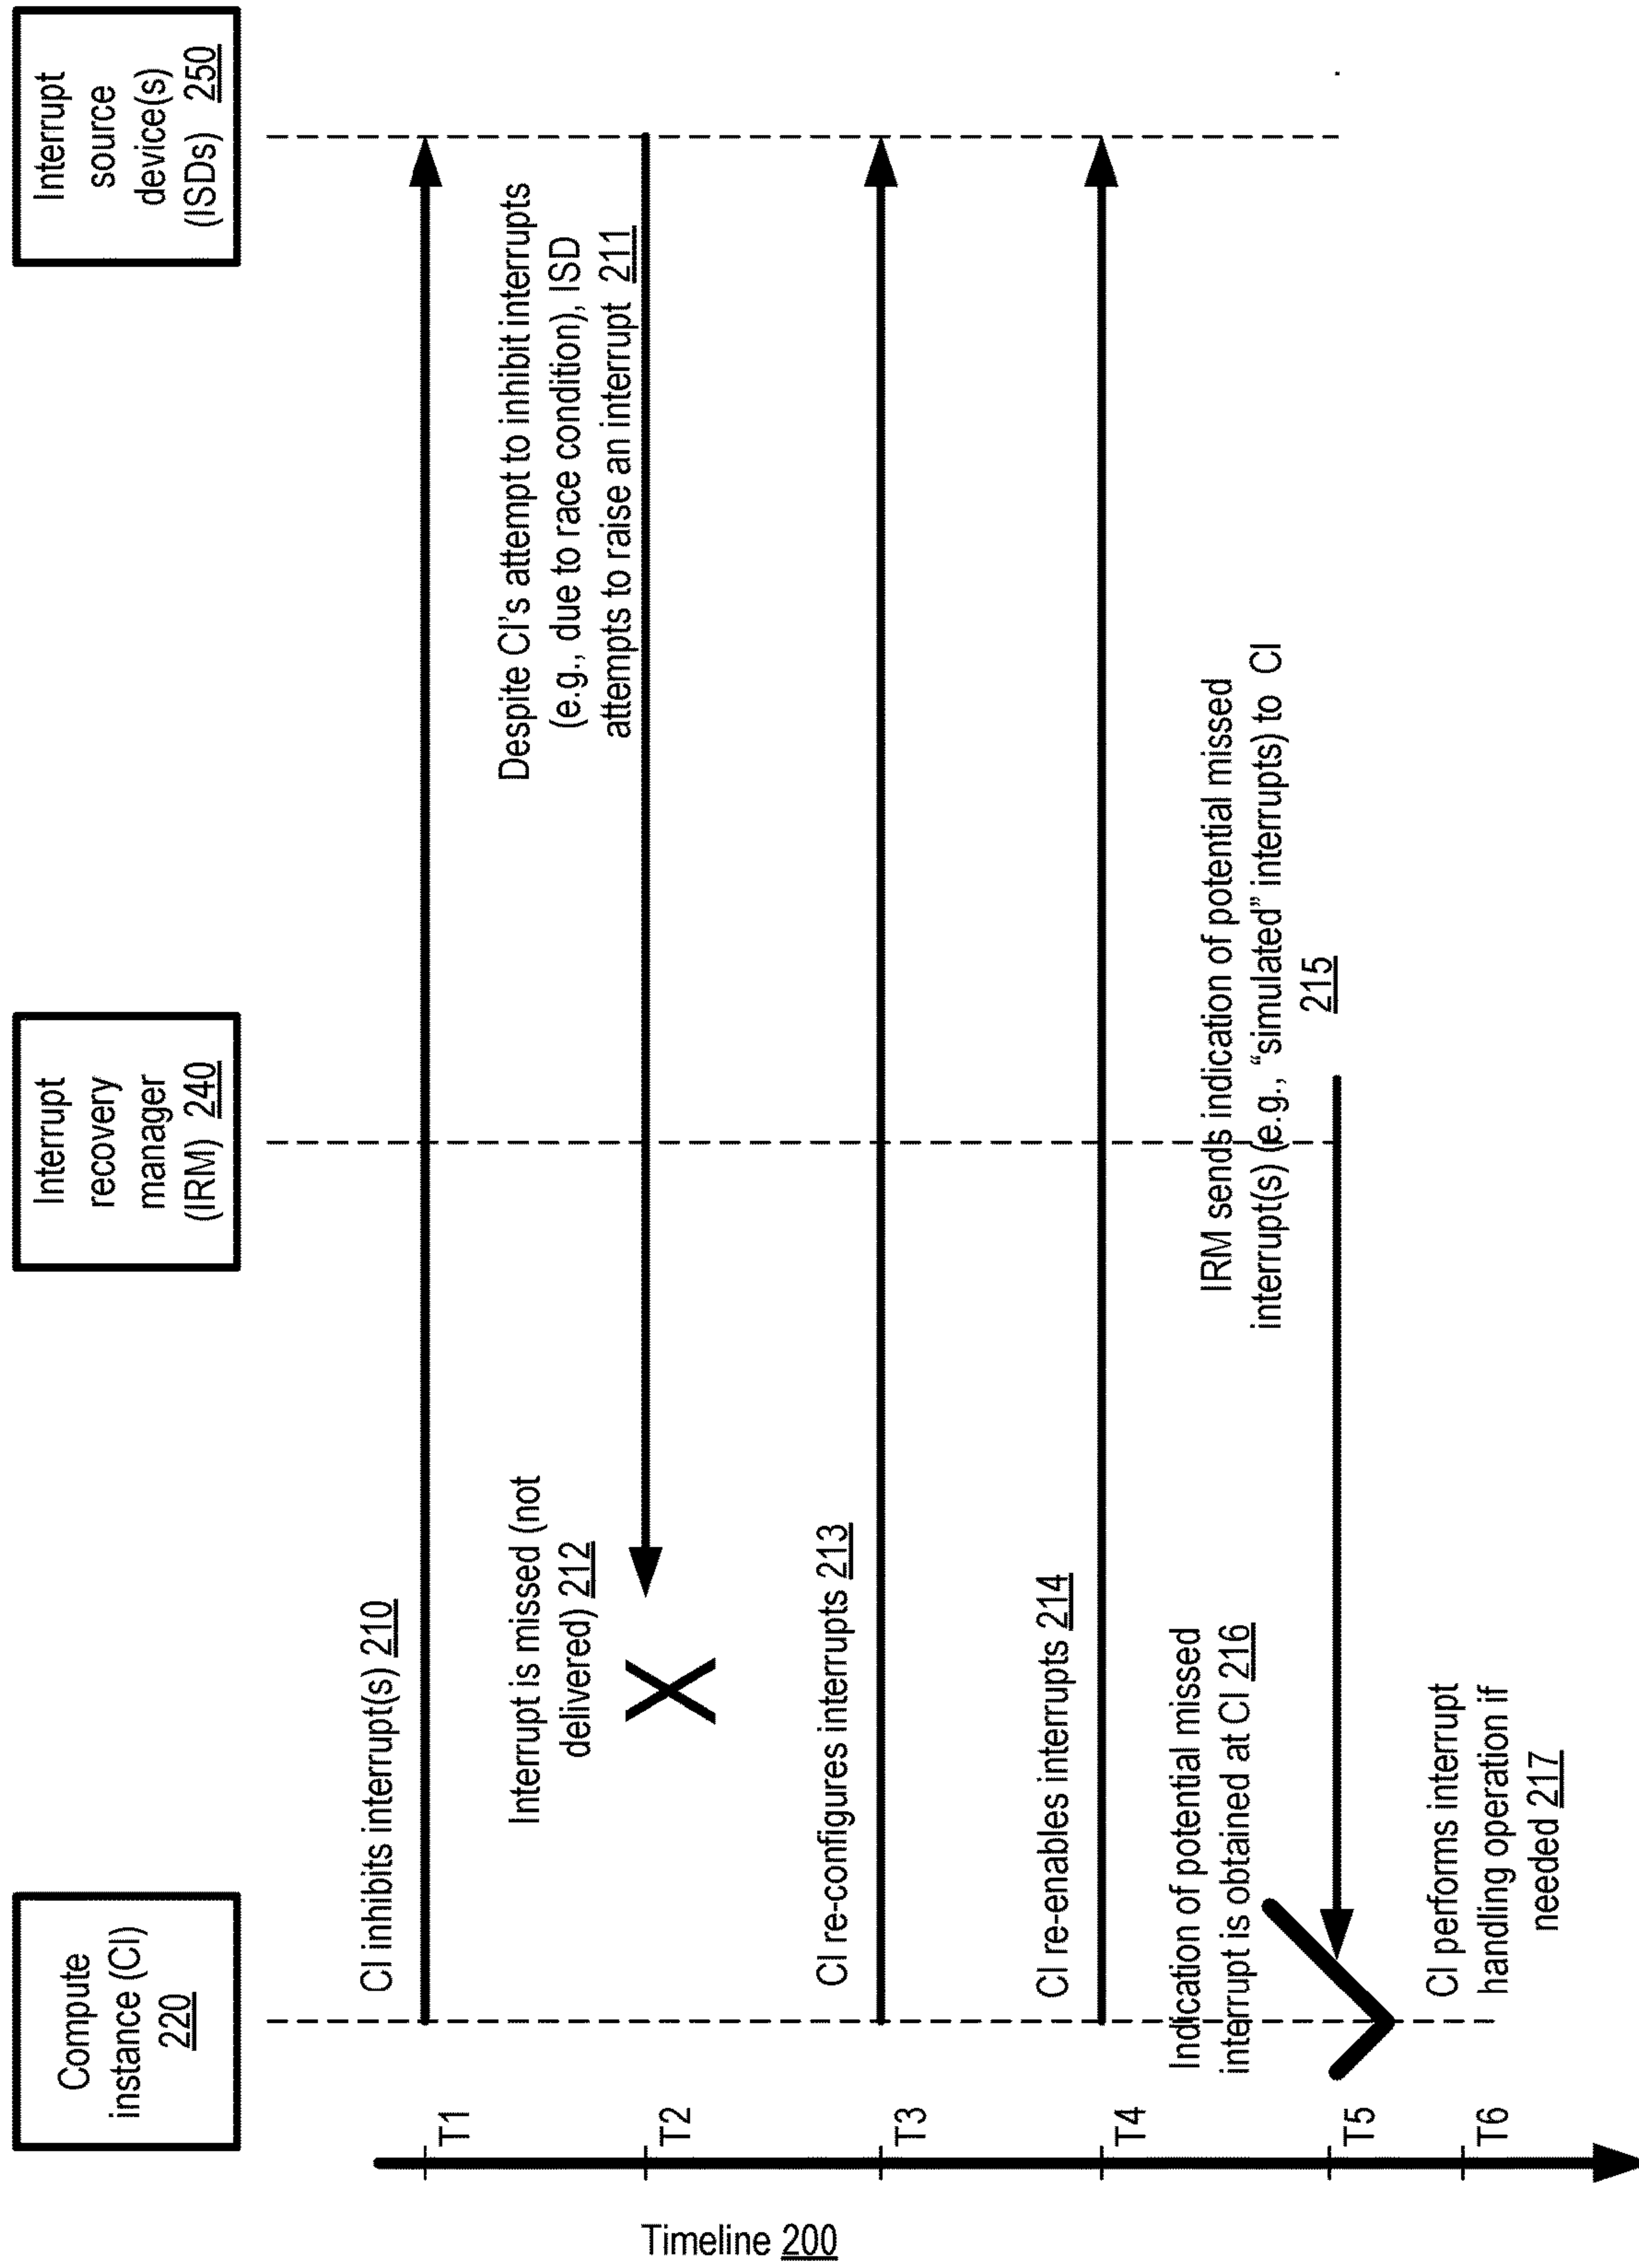 Compute
instance (CI)
220
Interrupt
recovery
manager
(IRM) 240
Interrupt
source
device(s)
(ISDs) 250
T1
CI inhibits interrupt(s) 210
Despite CI's attempt to inhibit interrupts
(e.g., due to race condition), ISD
attempts to raise an interrupt 211
Interrupt is missed (not
delivered) 212
X
T2
CI re-configures interrupts 213
T3
CI re-enables interrupts 214
T4
Indication of potential missed
interrupt is obtained at CI 216
IRM sends indication of potential missed
interrupt(s) (e.g., “simulated” interrupts) to CI
215
T5
CI performs interrupt
handling operation if
needed 217
T6
Timeline 200